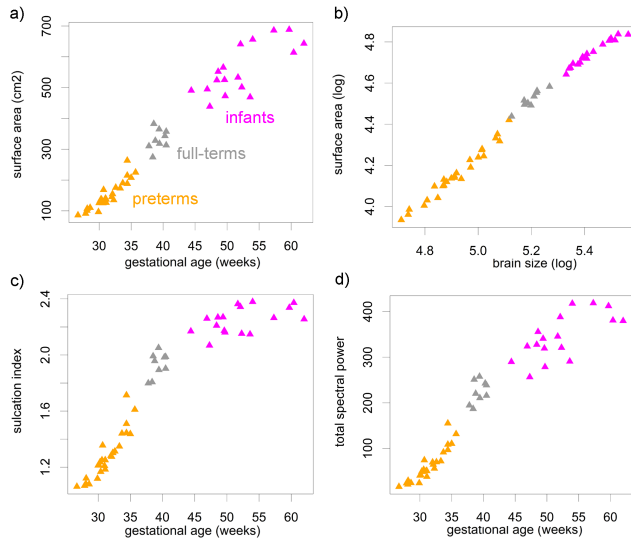 a)
surface area (cm2)
700
500
300
100
infants
full-terms
preterms
30 35 40 45 50 55 60
gestational age (weeks)
b)
surface area (log)
4.8
4.6
4.4
4.2
4.0
4.8 5.0 5.2 5.4
brain size (log)
c)
sulcation index
2.4
2.0
1.6
1.2
30 35 40 45 50 55 60
gestational age (weeks)
d)
total spectral power
400
300
200
100
30 35 40 45 50 55 60
gestational age (weeks)